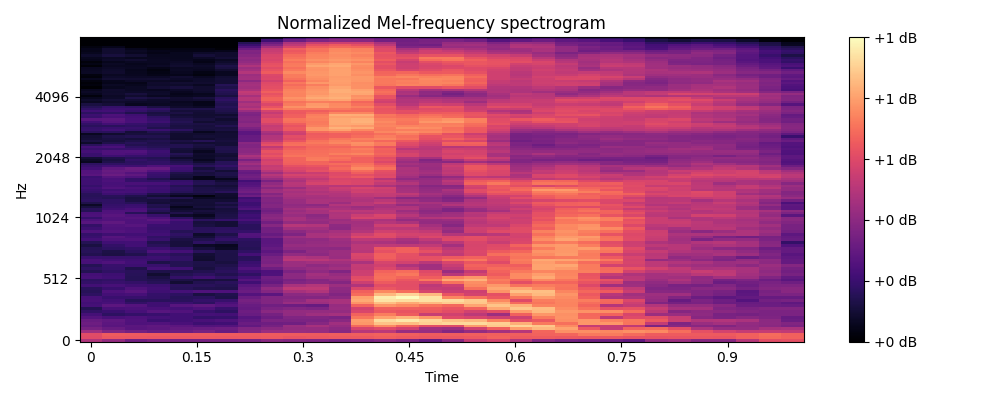 Normalized Mel-frequency spectrogram
Hz
4096
2048
1024
512
0
0 0.15 0.3 0.45 0.6 0.75 0.9
Time
+1 dB
+1 dB
+1 dB
+0 dB
+0 dB
+0 dB